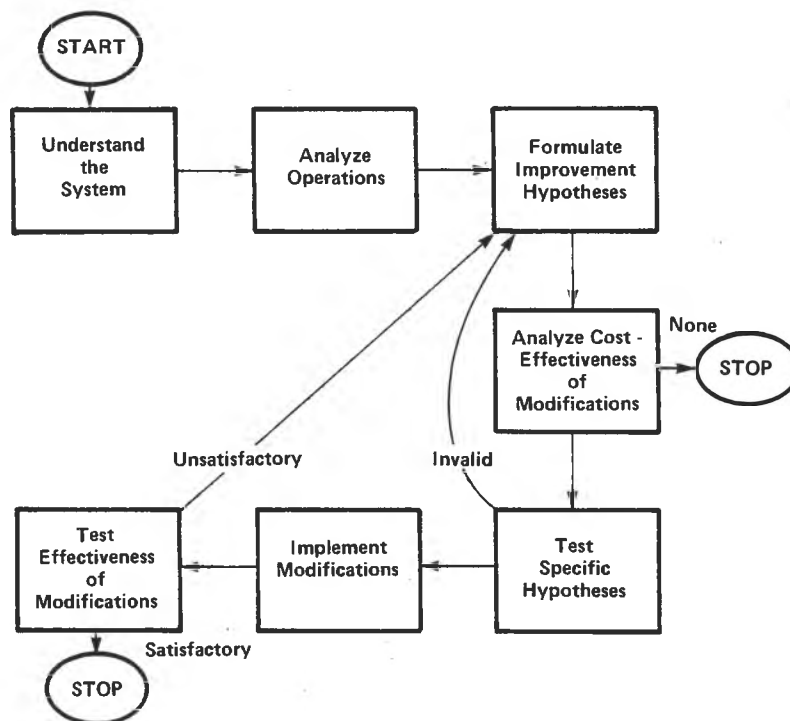 START
Understand
the
System
Analyze
Operations
Formulate
Improvement
Hypotheses
Analyze Cost -
Effectiveness
of
Modifications
None
STOP
Unsatisfactory
Invalid
Test
Effectiveness
of
Modifications
Implement
Modifications
Test
Specific
Hypotheses
Satisfactory
STOP